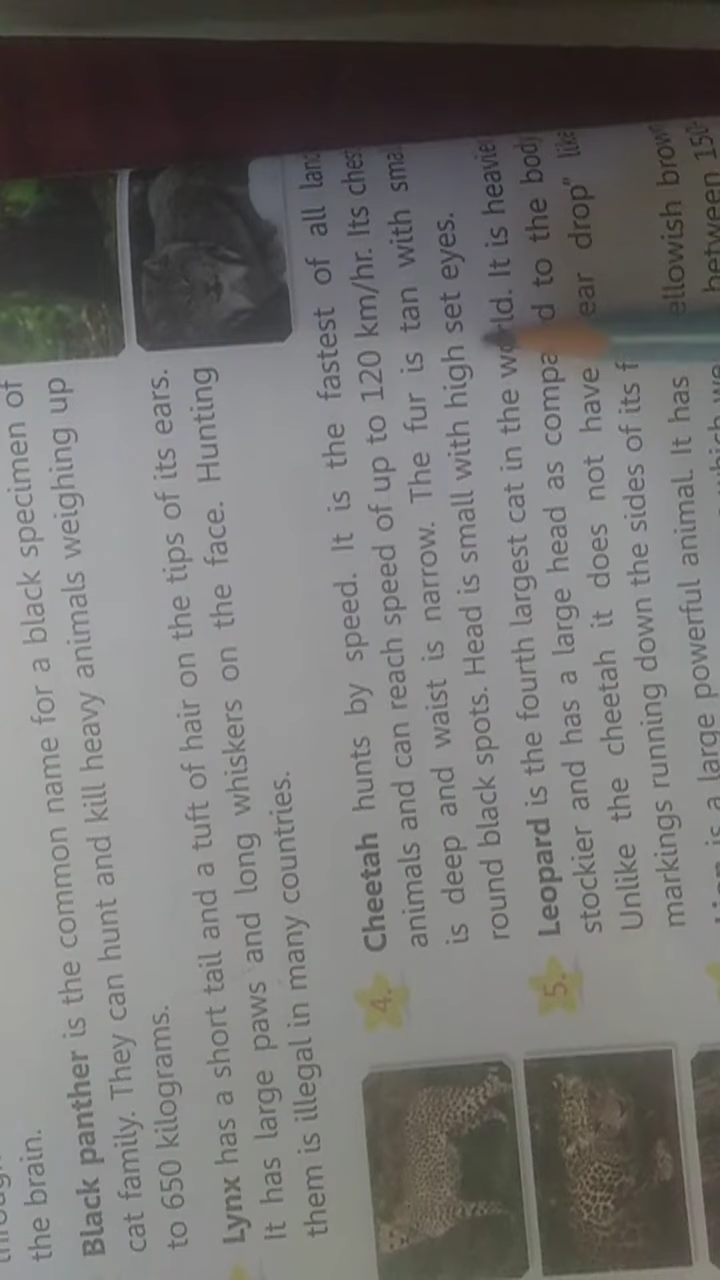 the brain.
Black panther is the common name for a black specimen of
cat family. They can hunt and kill heavy animals weighing up
to 650 kilograms.
Lynx has a short tail and a tuft of hair on the tips of its ears.
It has large paws and long whiskers on the face. Hunting
them is illegal in many countries.
4. Cheetah hunts by speed. It is the fastest of all
animals and can reach speed of up to 120 km/hr. Its
is deep and waist is narrow. The fur is tan with
round black spots. Head is small with high set eyes.
5. Leopard is the fourth largest cat in the world. It is
stockier and has a large head as to the body
Unlike the cheetah it does not have drop" like
markings running down the sides of its
is a large powerful animal. It has brown
between